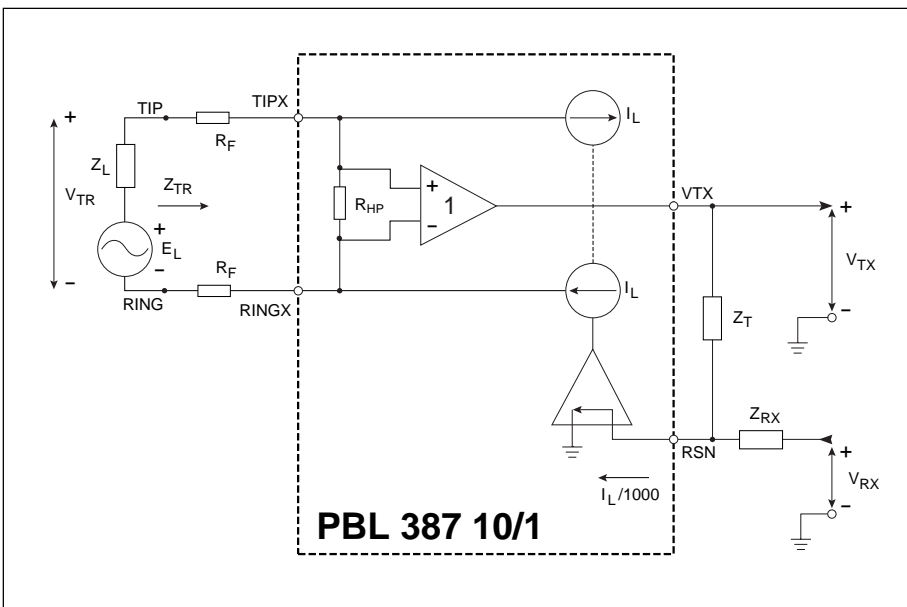 TIP
TIPX
+
R_F
I_L
Z_L
Z_TR
V_TR
R_HP
+
1
−
VTX
+
+
E_L
−
V_TX
−
R_F
I_L
RING
RINGX
Z_T
−
Z_RX
RSN
+
V_RX
I_L/1000
−
PBL 387 10/1